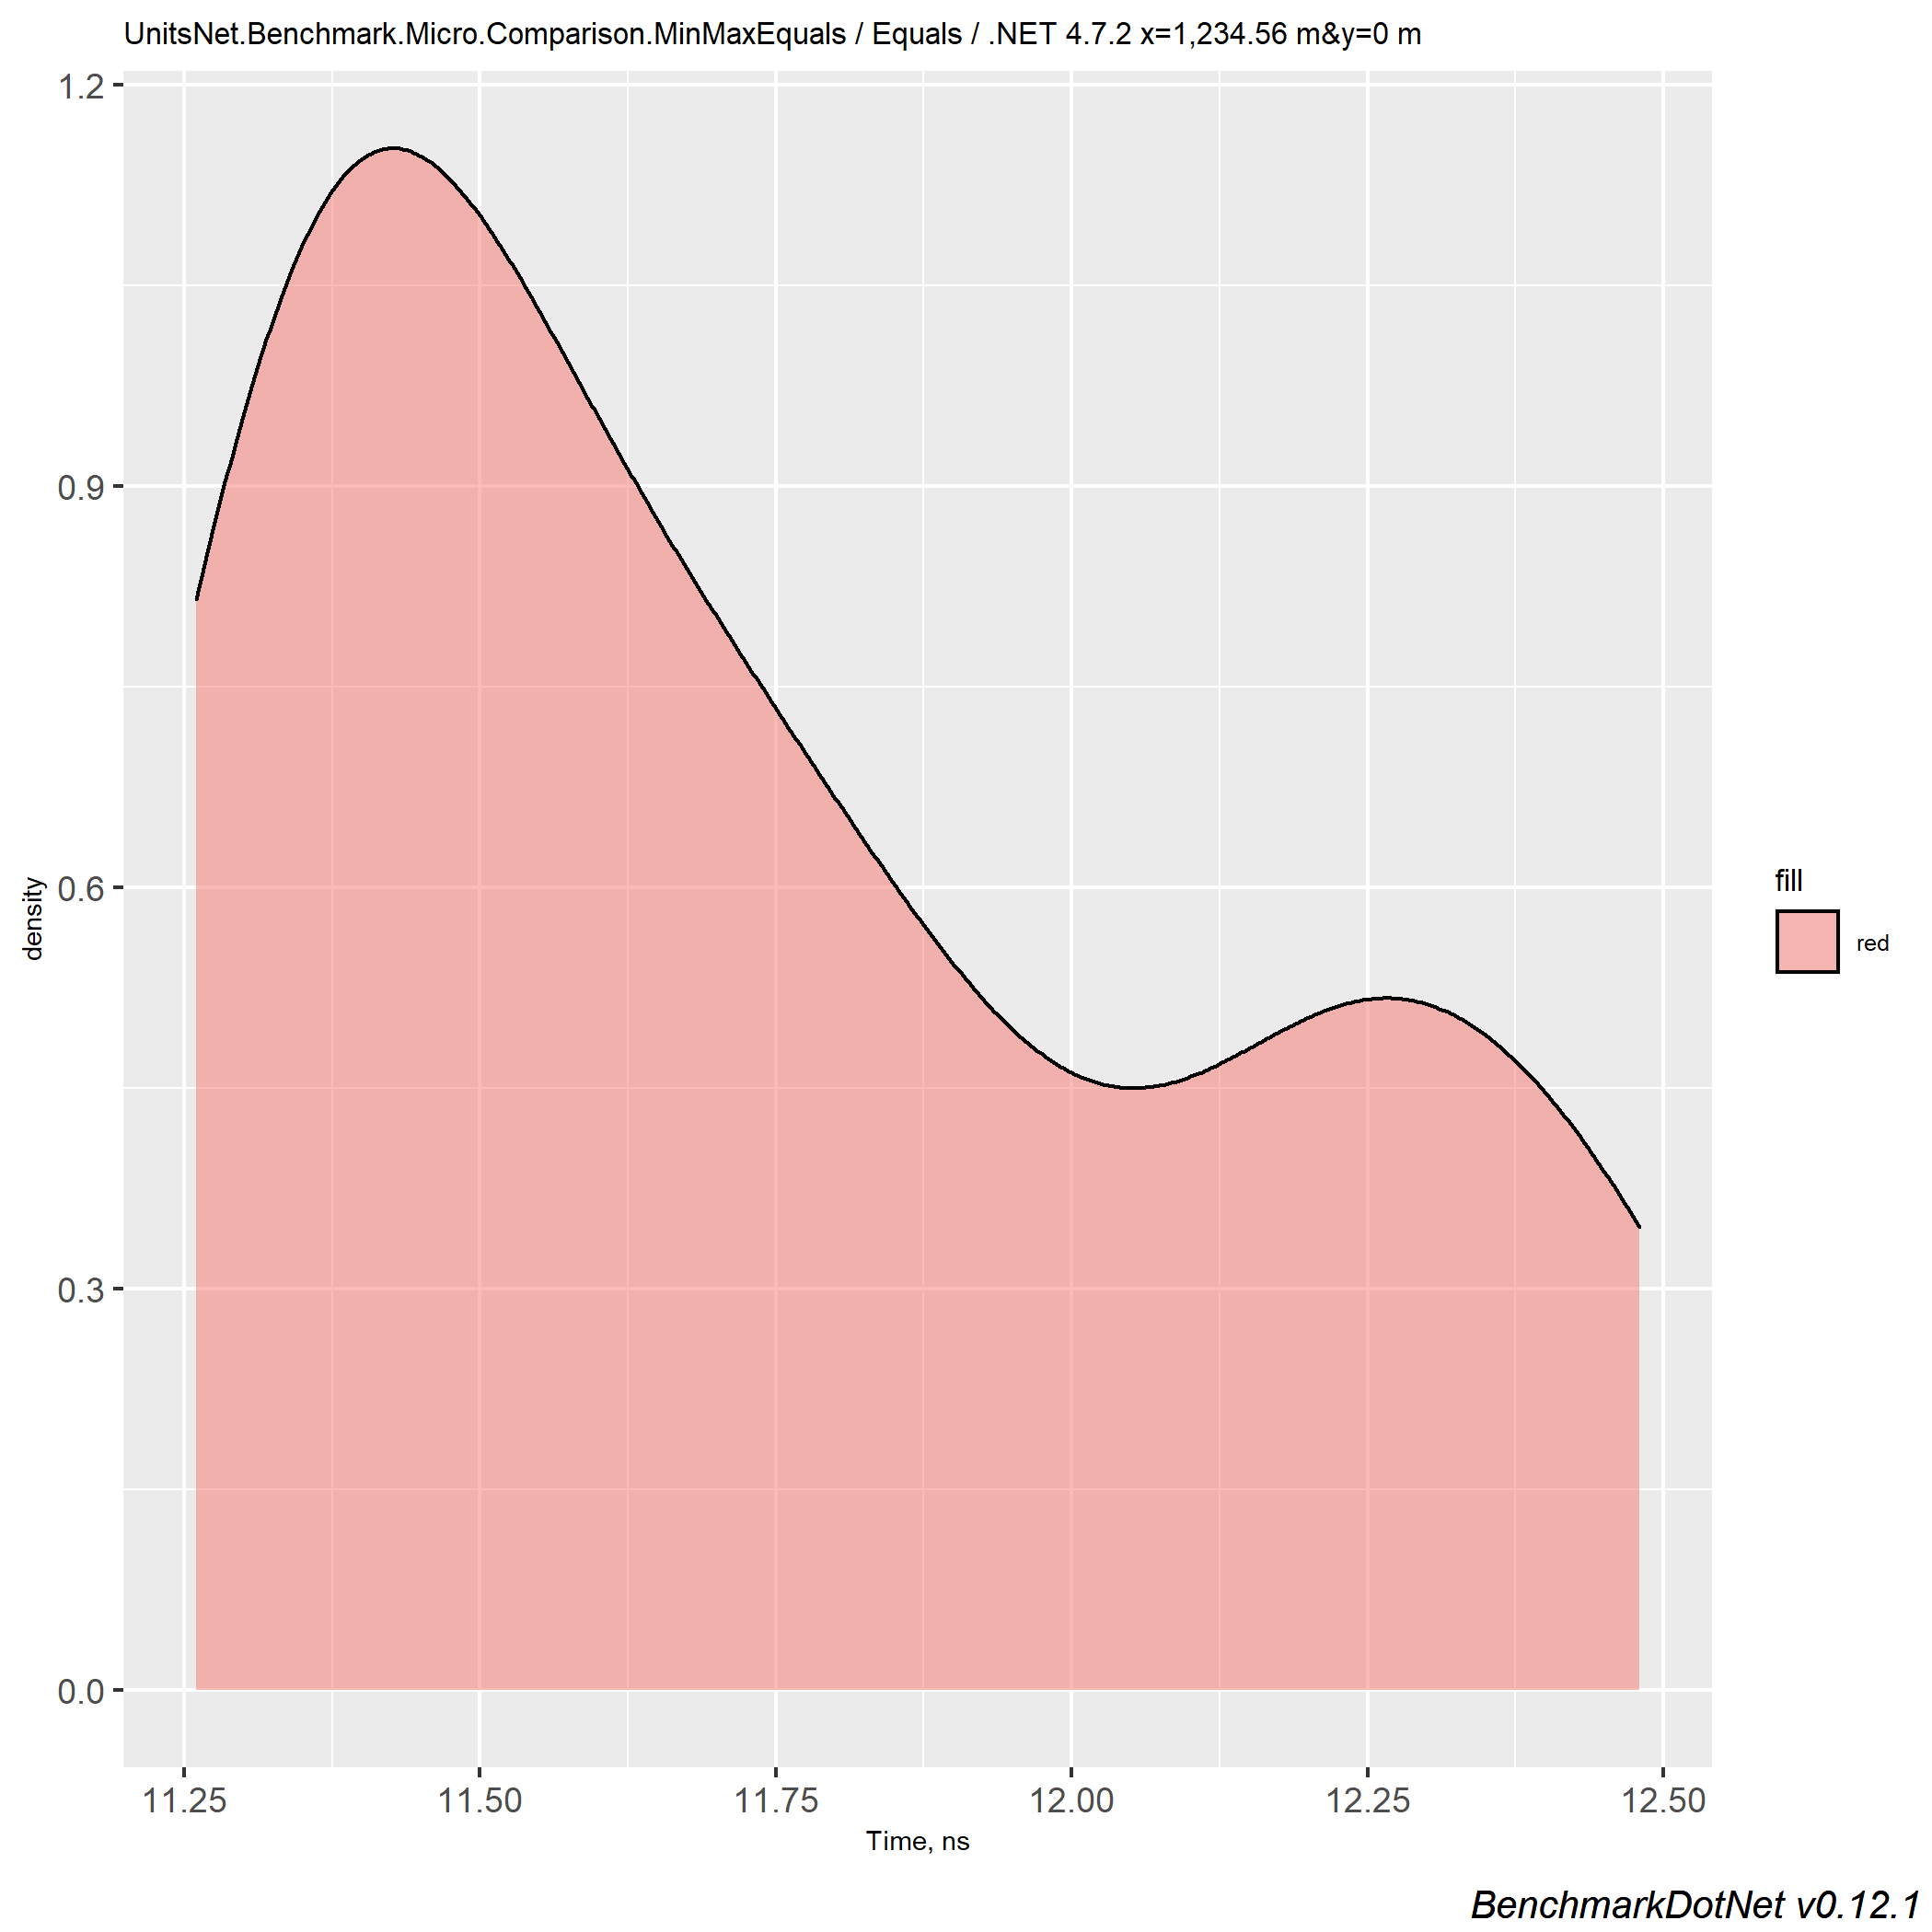 UnitsNet.Benchmark.Micro.Comparison.MinMaxEquals / Equals / .NET 4.7.2 x=1,234.56 m&y=0 m
1.2
0.9
0.6
0.3
0.0
density
11.25 11.50 11.75 12.00 12.25 12.50
Time, ns
fill
red
BenchmarkDotNet v0.12.1